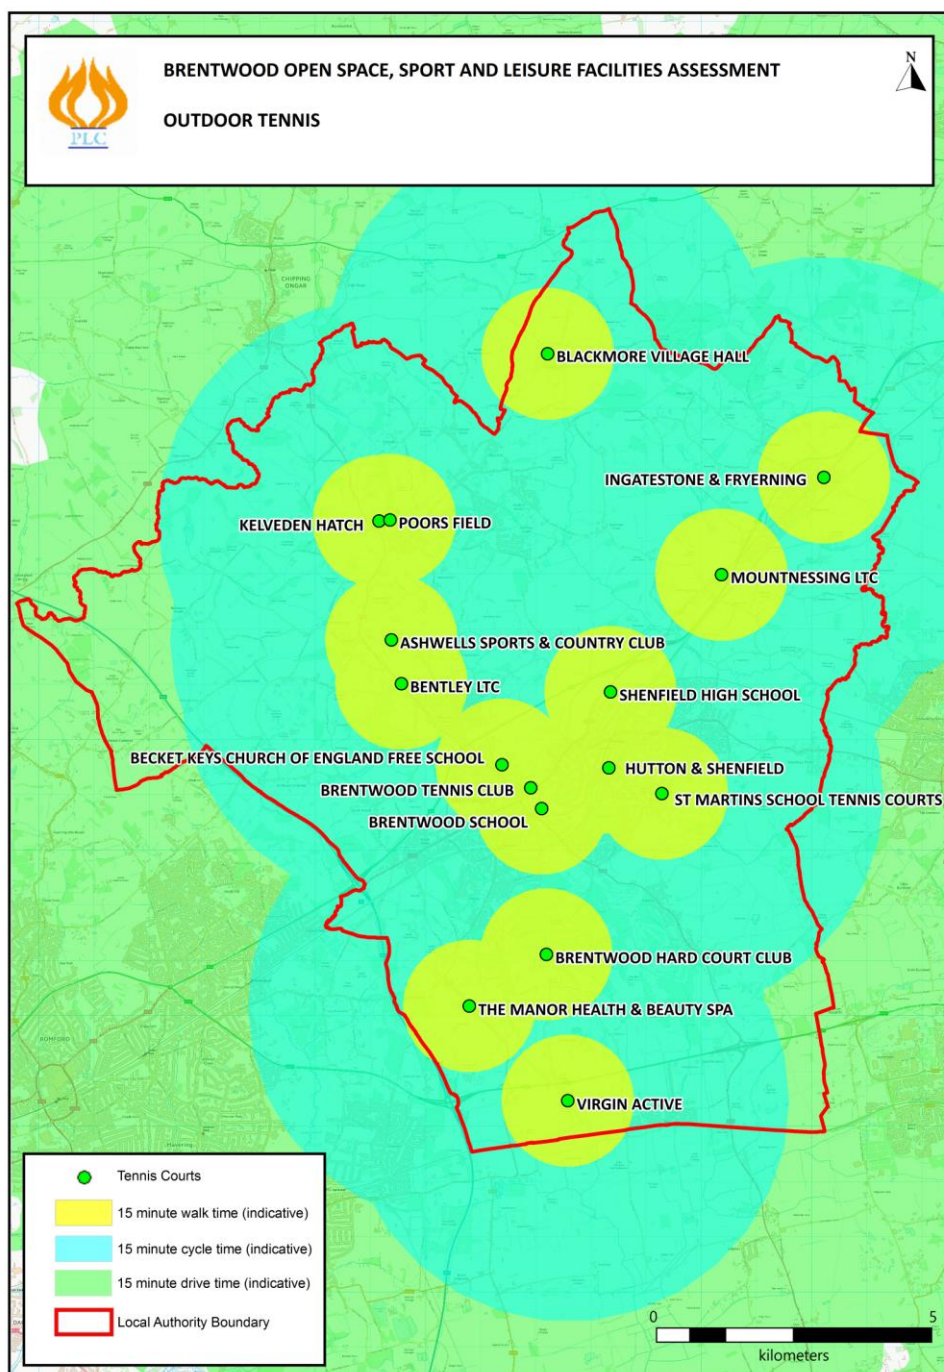 BRENTWOOD OPEN SPACE, SPORT AND LEISURE FACILITIES ASSESSMENT
N
OUTDOOR TENNIS
PLC
CHIPPING
ONGAR
BLACKMORE VILLAGE HALL
INGATESTONE & FRYERNING
KELVEDEN HATCH
POORS FIELD
MOUNTNESSING LTC
ASHWELLS SPORTS & COUNTRY CLUB
BENTLEY LTC
SHENFIELD HIGH SCHOOL
BECKET KEYS CHURCH OF ENGLAND FREE SCHOOL
HUTTON & SHENFIELD
BRENTWOOD TENNIS CLUB
ST MARTINS SCHOOL TENNIS COURTS
BRENTWOOD SCHOOL
BRENTWOOD HARD COURT CLUB
THE MANOR HEALTH & BEAUTY SPA
ROMFORD
VIRGIN ACTIVE
Havering
Tennis Courts
15 minute walk time (indicative)
15 minute cycle time (indicative)
15 minute drive time (indicative)
Local Authority Boundary
0
5
kilometers